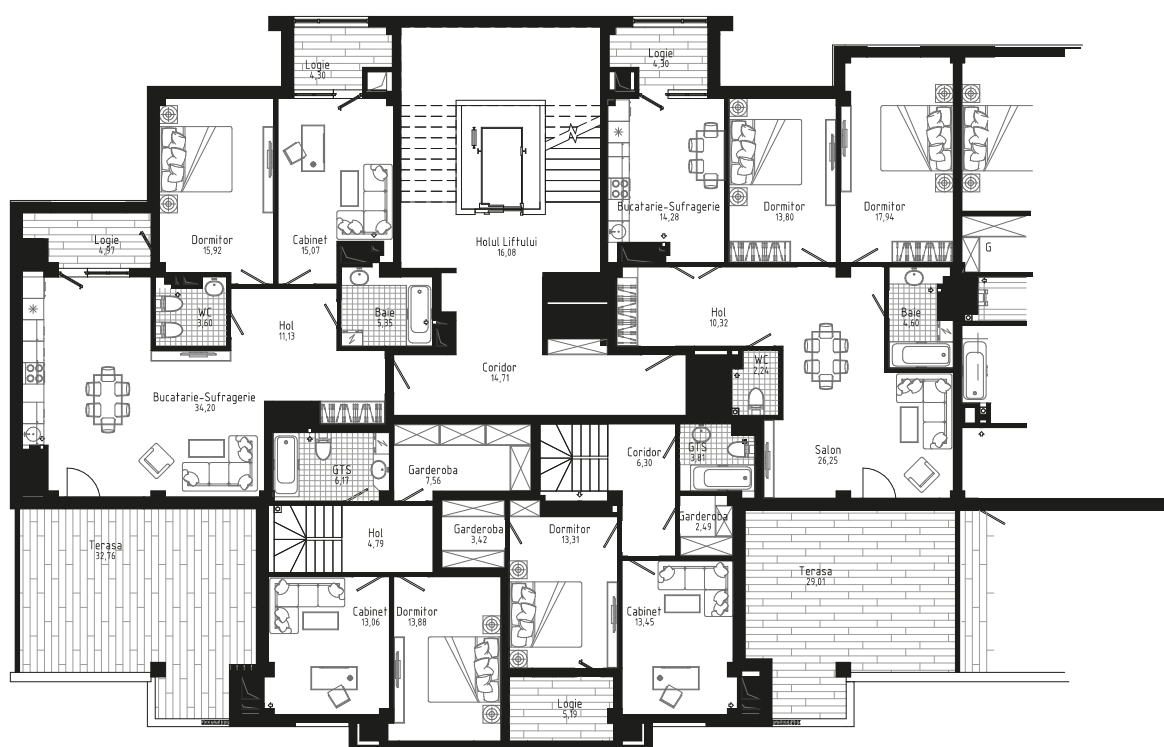 Logie
4,30
Logie
4,30
Bucatarie-Sufragerie
14,28
Dormitor
13,80
Dormitor
17,94
Logie
4,97
Dormitor
15,92
Cabinet
15,07
Holul Liftului
16,08
G
WC
3,60
Hol
11,13
Baie
5,35
Hol
10,32
Baie
4,60
Coridor
14,71
WC
2,24
Bucatarie-Sufragerie
34,20
GTS
6,17
Garderoba
7,56
Coridor
6,30
GTS
3,81
Salon
26,25
Terasa
32,76
Hol
4,79
Garderoba
3,42
Dormitor
13,31
Garderoba
2,49
Terasa
29,01
Cabinet
13,06
Dormitor
13,88
Cabinet
13,45
Logie
5,19